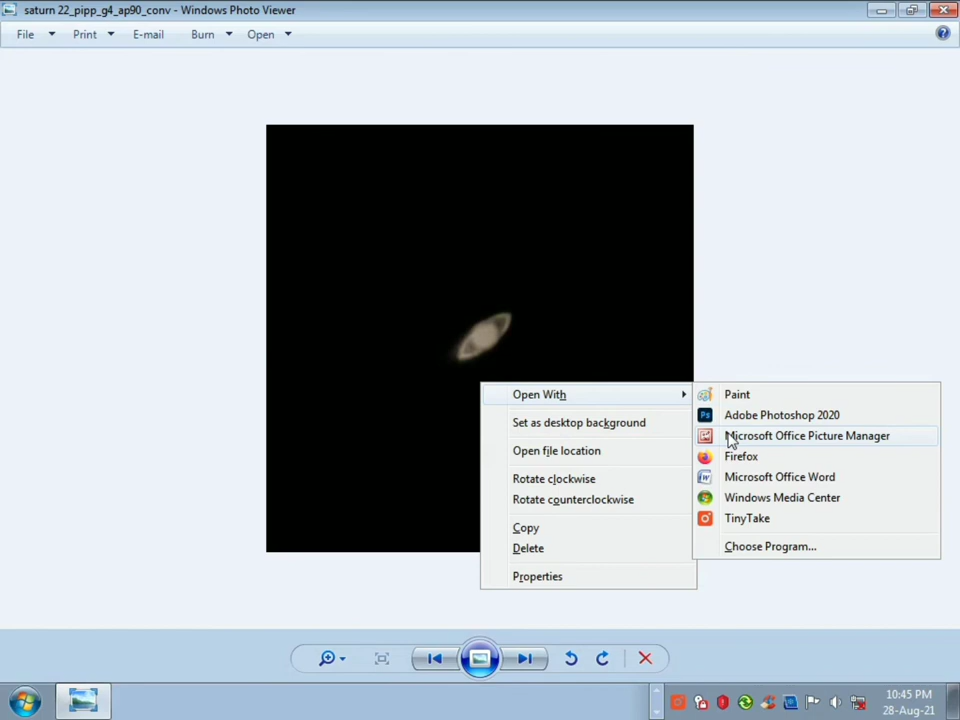 saturn 22_pipp_g4_ap90_conv - Windows Photo Viewer
File Print E-mail Burn Open
Open With
Set as desktop background
Open file location
Rotate clockwise
Rotate counterclockwise
Copy
Delete
Properties
Paint
Adobe Photoshop 2020
Microsoft Office Picture Manager
Firefox
Microsoft Office Word
Windows Media Center
TinyTake
Choose Program...
10:45 PM
28-Aug-21